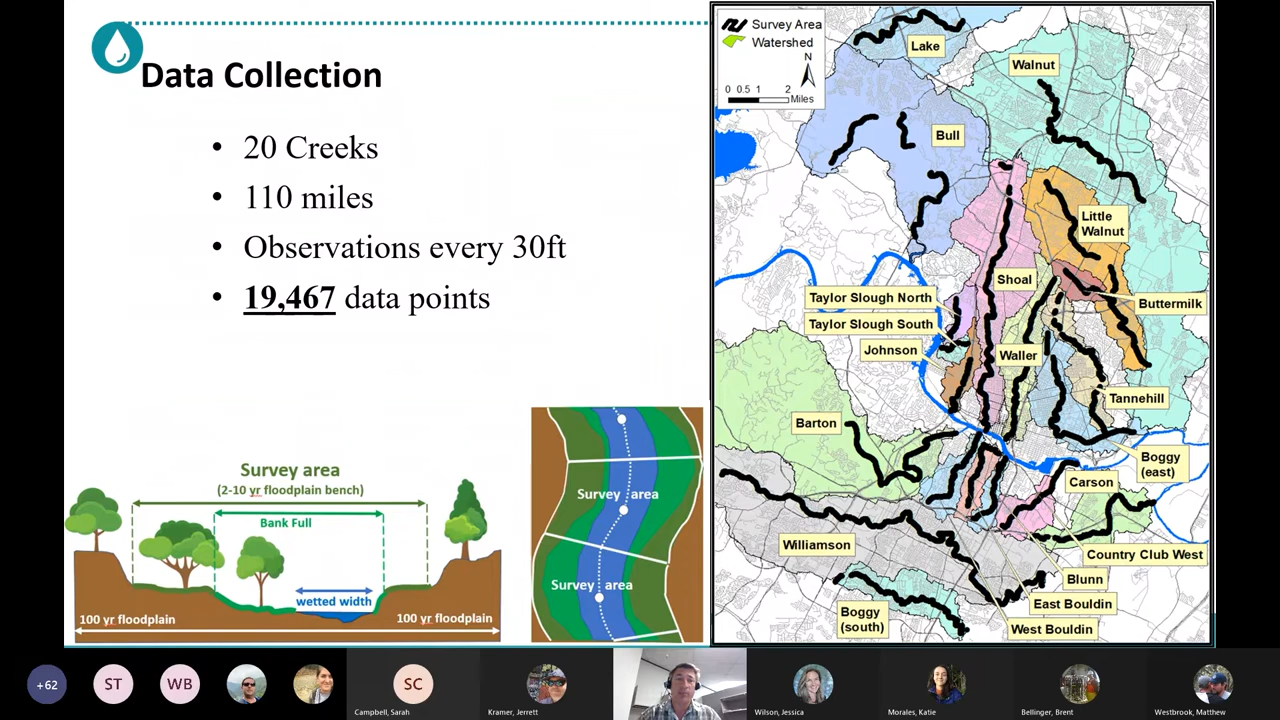 Data Collection
• 20 Creeks
• 110 miles
• Observations every 30ft
• 19,467 data points
Survey area
(2-10 yr floodplain bench)
Bank Full
wetted width
100 yr floodplain
100 yr floodplain
Survey area
Survey area
Survey Area
Watershed
N
0 0.5 1 2
Miles
Lake
Walnut
Bull
Little
Walnut
Shoal
Taylor Slough North
Buttermilk
Taylor Slough South
Johnson
Waller
Tannehill
Barton
Boggy
(east)
Carson
Williamson
Country Club West
Blunn
East Bouldin
Boggy
(south)
West Bouldin
+62
ST
WB
SC
Campbell, Sarah
Kramer, Jerrett
Wilson, Jessica
Morales, Katie
Bellinger, Brent
Westbrook, Matthew